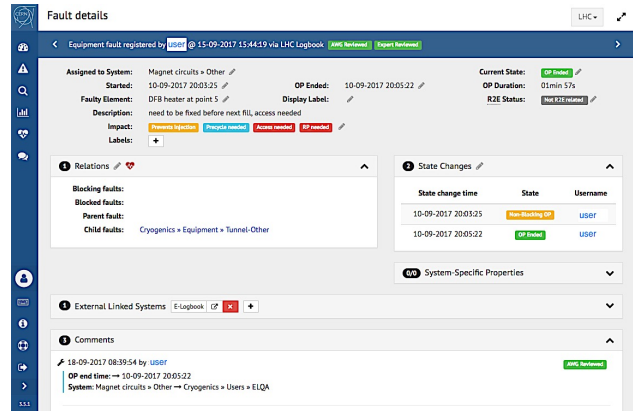 CERN
Fault details
LHC
Equipment fault registered by user @ 15-09-2017 15:44:19 via LHC Logbook AWG Reviewed Expert Reviewed
Assigned to System: Magnet circuits » Other Current State: OP Ended
Started: 10-09-2017 20:03:25 OP Ended: 10-09-2017 20:05:22 OP Duration: 01min 57s
Faulty Element: DFB heater at point 5 Display Label: R2E Status: Not R2E related
Description: need to be fixed before next fill, access needed
Impact: Prevents Injection Precycle needed Access needed RP needed
Labels: +
1 Relations
Blocking faults:
Blocked faults:
Parent fault:
Child faults: Cryogenics » Equipment » Tunnel-Other
2 State Changes
State change time State Username
10-09-2017 20:03:25 Non-Blocking OP user
10-09-2017 20:05:22 OP Ended user
0/0 System-Specific Properties
1 External Linked Systems E-Logbook × +
3 Comments
18-09-2017 08:39:54 by user AWG Reviewed
OP end time: → 10-09-2017 20:05:22
System: Magnet circuits » Other → Cryogenics » Users » ELQA
3.5.1